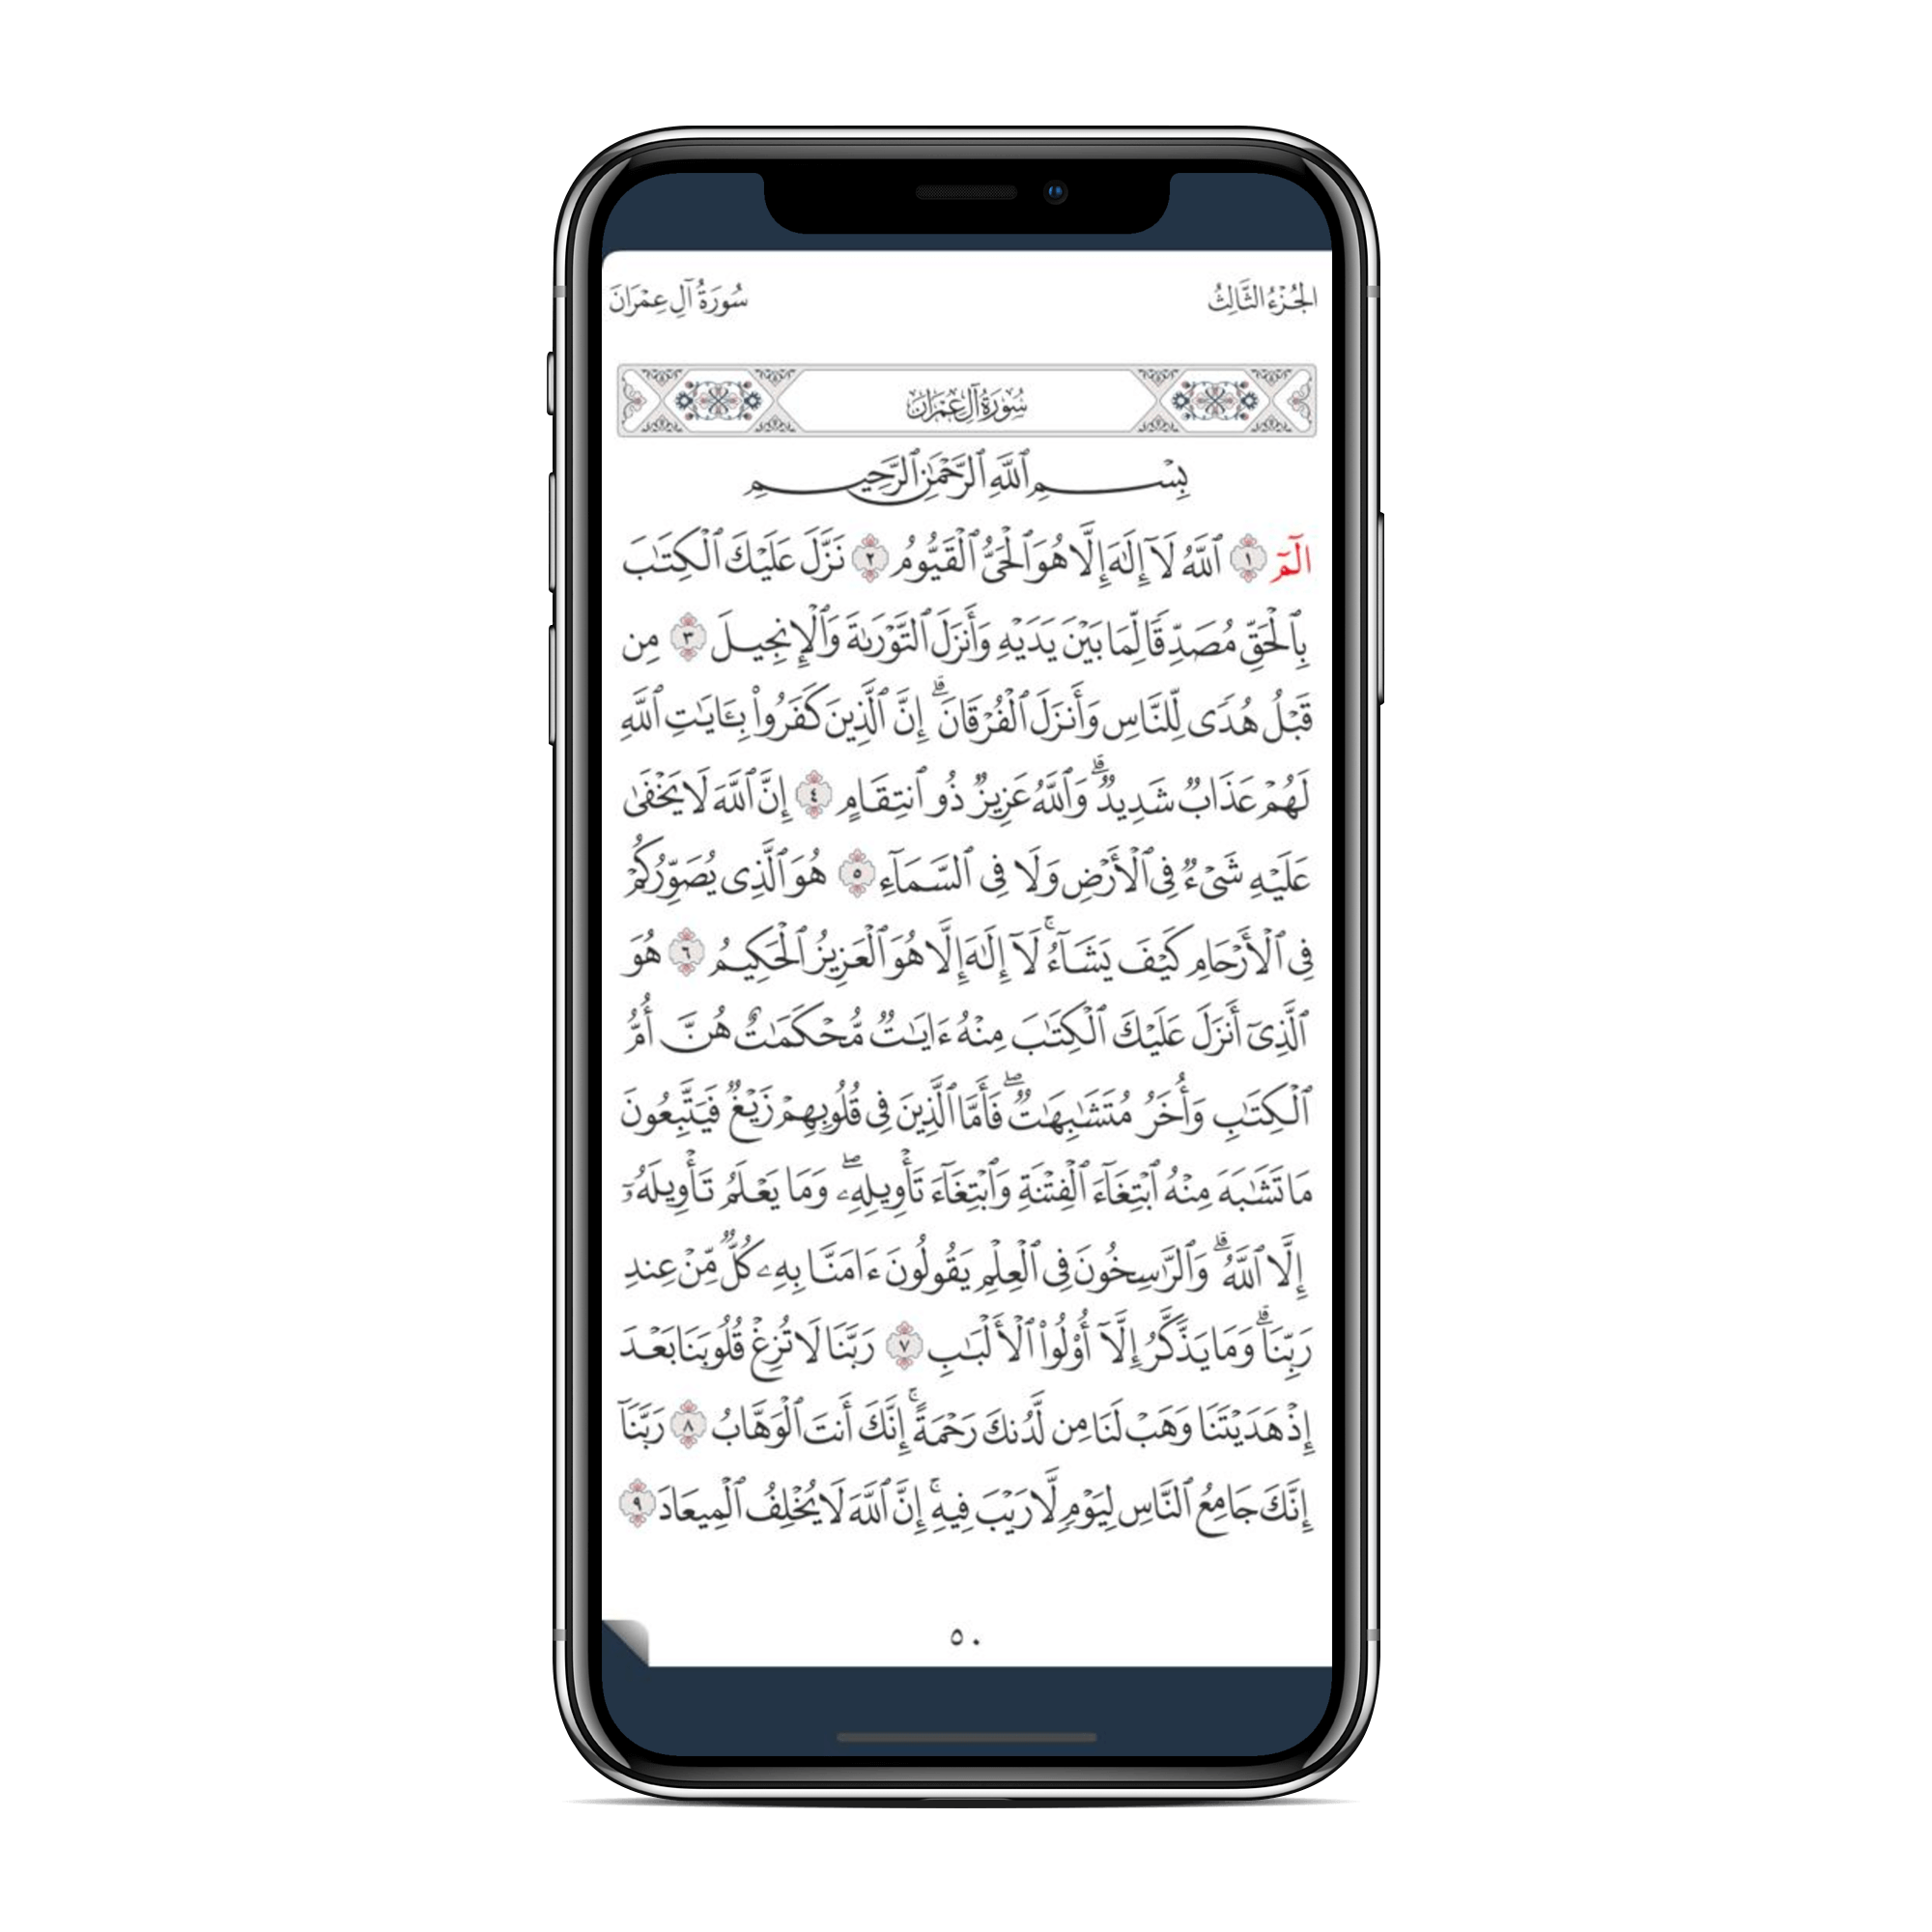 الجُزْءُ الثَّالِثُ
سُورَةُ آلِ عِمْرَانَ
سُورَةُ آلِ عِمْرَانَ
بِسْمِ ٱللَّهِ ٱلرَّحْمَٰنِ ٱلرَّحِيمِ
الٓمٓ ١ ٱللَّهُ لَآ إِلَٰهَ إِلَّا هُوَ ٱلْحَىُّ ٱلْقَيُّومُ ٢ نَزَّلَ عَلَيْكَ ٱلْكِتَٰبَ
بِٱلْحَقِّ مُصَدِّقًا لِّمَا بَيْنَ يَدَيْهِ وَأَنزَلَ ٱلتَّوْرَىٰةَ وَٱلْإِنجِيلَ ٣ مِن
قَبْلُ هُدًى لِّلنَّاسِ وَأَنزَلَ ٱلْفُرْقَانَ ۗ إِنَّ ٱلَّذِينَ كَفَرُوا۟ بِـَٔايَٰتِ ٱللَّهِ
لَهُمْ عَذَابٌ شَدِيدٌ ۗ وَٱللَّهُ عَزِيزٌ ذُو ٱنتِقَامٍ ٤ إِنَّ ٱللَّهَ لَا يَخْفَىٰ
عَلَيْهِ شَىْءٌ فِى ٱلْأَرْضِ وَلَا فِى ٱلسَّمَآءِ ٥ هُوَ ٱلَّذِى يُصَوِّرُكُمْ
فِى ٱلْأَرْحَامِ كَيْفَ يَشَآءُ ۚ لَآ إِلَٰهَ إِلَّا هُوَ ٱلْعَزِيزُ ٱلْحَكِيمُ ٦ هُوَ
ٱلَّذِىٓ أَنزَلَ عَلَيْكَ ٱلْكِتَٰبَ مِنْهُ ءَايَٰتٌ مُّحْكَمَٰتٌ هُنَّ أُمُّ
ٱلْكِتَٰبِ وَأُخَرُ مُتَشَٰبِهَٰتٌ ۖ فَأَمَّا ٱلَّذِينَ فِى قُلُوبِهِمْ زَيْغٌ فَيَتَّبِعُونَ
مَا تَشَٰبَهَ مِنْهُ ٱبْتِغَآءَ ٱلْفِتْنَةِ وَٱبْتِغَآءَ تَأْوِيلِهِۦ ۖ وَمَا يَعْلَمُ تَأْوِيلَهُۥٓ
إِلَّا ٱللَّهُ ۗ وَٱلرَّٰسِخُونَ فِى ٱلْعِلْمِ يَقُولُونَ ءَامَنَّا بِهِۦ كُلٌّ مِّنْ عِندِ
رَبِّنَا ۗ وَمَا يَذَّكَّرُ إِلَّآ أُو۟لُوا۟ ٱلْأَلْبَٰبِ ٧ رَبَّنَا لَا تُزِغْ قُلُوبَنَا بَعْدَ
إِذْ هَدَيْتَنَا وَهَبْ لَنَا مِن لَّدُنكَ رَحْمَةً ۚ إِنَّكَ أَنتَ ٱلْوَهَّابُ ٨ رَبَّنَآ
إِنَّكَ جَامِعُ ٱلنَّاسِ لِيَوْمٍ لَّا رَيْبَ فِيهِ ۚ إِنَّ ٱللَّهَ لَا يُخْلِفُ ٱلْمِيعَادَ ٩
٥٠